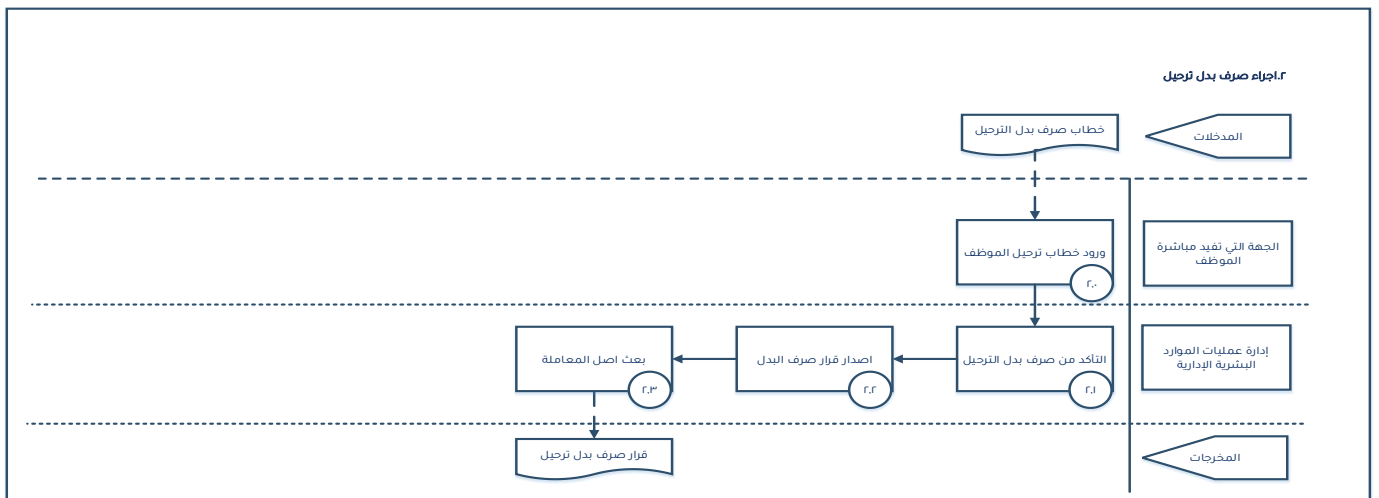 ٢.اجراء صرف بدل ترحيل
المدخلات
خطاب صرف بدل الترحيل
الجهة التي تفيد مباشرة
الموظف
ورود خطاب ترحيل الموظف
٢.٠
إدارة عمليات الموارد
البشرية الإدارية
التأكد من صرف بدل الترحيل
٢.١
اصدار قرار صرف البدل
٢.٢
بعث اصل المعاملة
٢.٣
المخرجات
قرار صرف بدل ترحيل